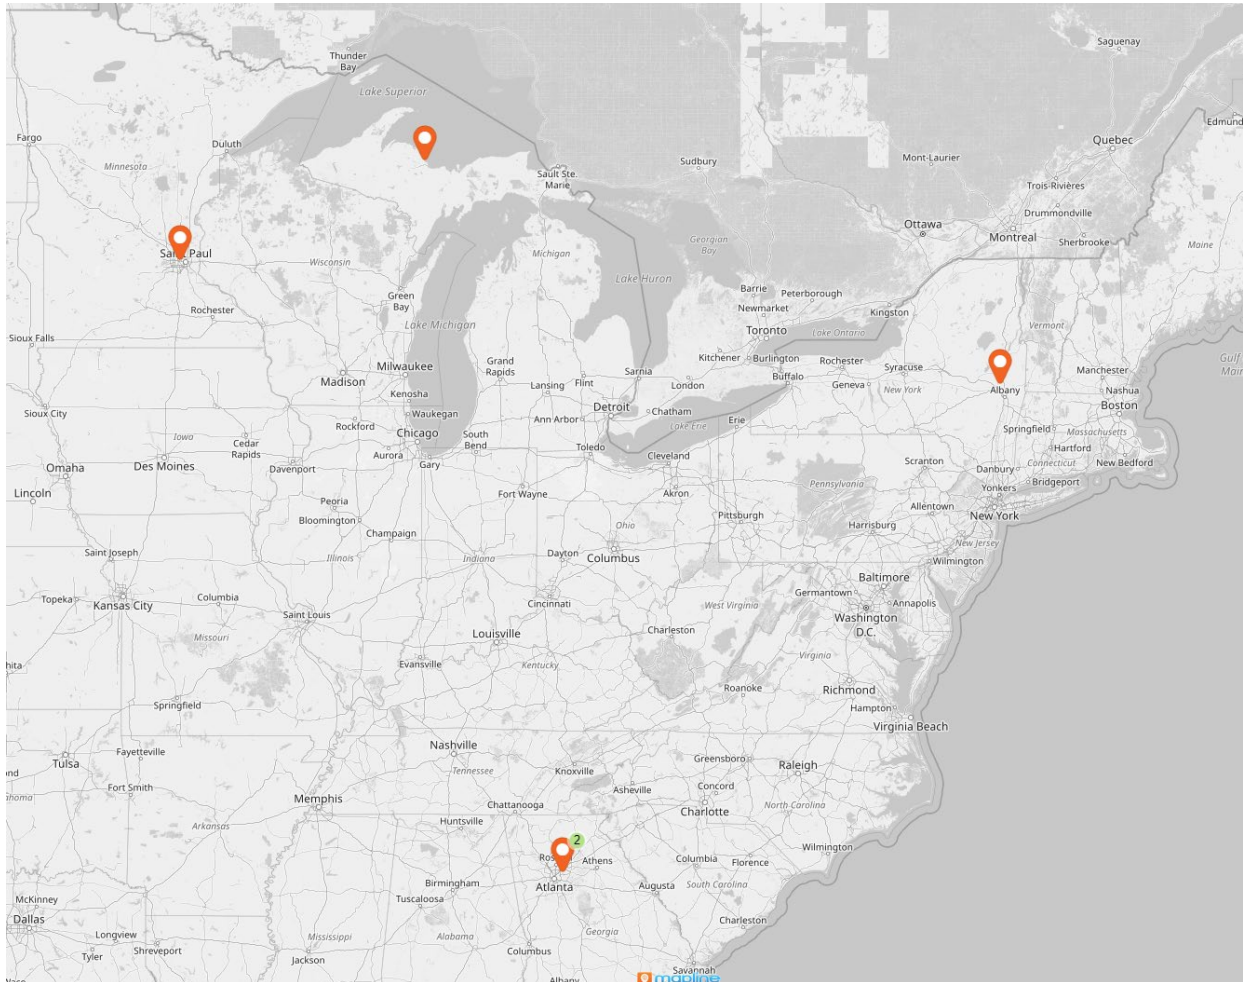 Saguenay
Thunder
Bay
Lake Superior
Edmund
Fargo
Duluth
Quebec
Minnesota
Sault Ste.
Marie
Sudbury
Mont-Laurier
Trois-Rivières
Drummondville
Ottawa
Montreal
Sherbrooke
Maine
Georgian
Bay
Wisconsin
Michigan
Lake Huron
Green
Bay
Barrie
Peterborough
Newmarket
Kingston
Rochester
Lake Michigan
Toronto
Lake Ontario
Vermont
Sioux Falls
Kitchener
Burlington
Rochester
Syracuse
Gulf
Milwaukee
Grand
Rapids
Sarnia
London
Buffalo
Geneva
New York
Albany
Manchester
Nashua
Boston
Madison
Kenosha
Lansing
Flint
Waukegan
Ann Arbor
Detroit
Chatham
Lake Erie
Erie
Springfield
Massachusetts
Sioux City
Iowa
Cedar
Rapids
Rockford
Chicago
South
Bend
Toledo
Cleveland
Hartford
Connecticut
New Bedford
Omaha
Des Moines
Davenport
Aurora
Gary
Scranton
Danbury
Bridgeport
Yonkers
Lincoln
Peoria
Bloomington
Fort Wayne
Akron
Pennsylvania
Allentown
New York
Champaign
Ohio
Pittsburgh
Harrisburg
New Jersey
Saint Joseph
Illinois
Indiana
Dayton
Columbus
Wilmington
Baltimore
Topeka
Kansas City
Columbia
Cincinnati
West Virginia
Germantown
Annapolis
Washington
D.C.
Saint Louis
Missouri
Louisville
Charleston
Evansville
Kentucky
Virginia
Springfield
Roanoke
Richmond
Hampton
Virginia Beach
Fayetteville
Tulsa
Nashville
Tennessee
Knoxville
Greensboro
Raleigh
Fort Smith
Memphis
Asheville
Concord
Charlotte
North Carolina
Arkansas
Huntsville
Chattanooga
2
Athens
Columbia
Florence
Wilmington
Birmingham
Atlanta
Augusta
South Carolina
McKinney
Tuscaloosa
Dallas
Charleston
Longview
Tyler
Shreveport
Mississippi
Jackson
Alabama
Columbus
Georgia
Savannah
Albany
mapline